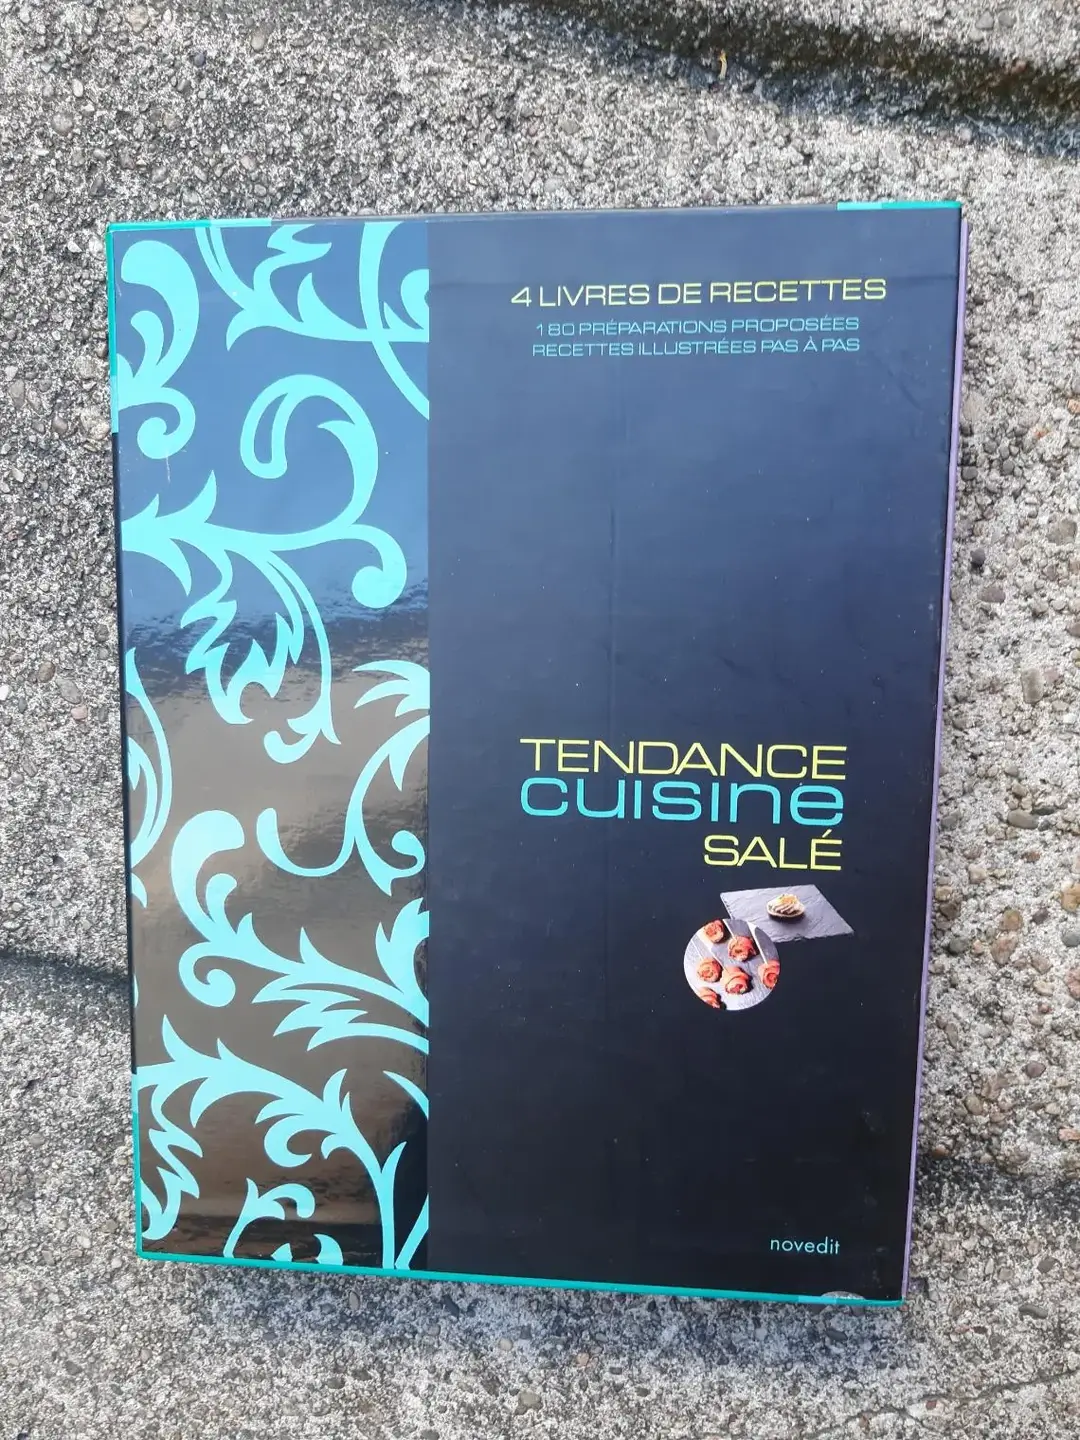 4 LIVRES DE RECETTES
180 PRÉPARATIONS PROPOSÉES
RECETTES ILLUSTRÉES PAS À PAS
TENDANCE
cuisine
SALÉ
novedit